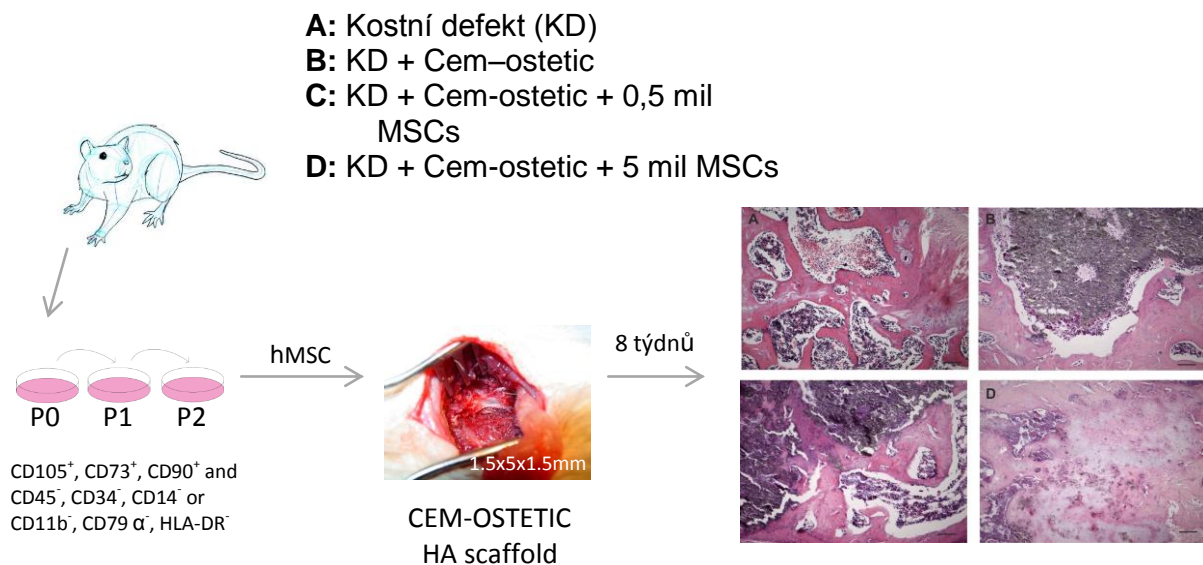 A: Kostní defekt (KD)
B: KD + Cem–ostetic
C: KD + Cem-ostetic + 0,5 mil
MSCs
D: KD + Cem-ostetic + 5 mil MSCs
A
B
hMSC
8 týdnů
P0
P1
P2
1.5x5x1.5mm
D
CD105⁺, CD73⁺, CD90⁺ and
CD45⁻, CD34⁻, CD14⁻ or
CD11b⁻, CD79 α⁻, HLA-DR⁻
CEM-OSTETIC
HA scaffold